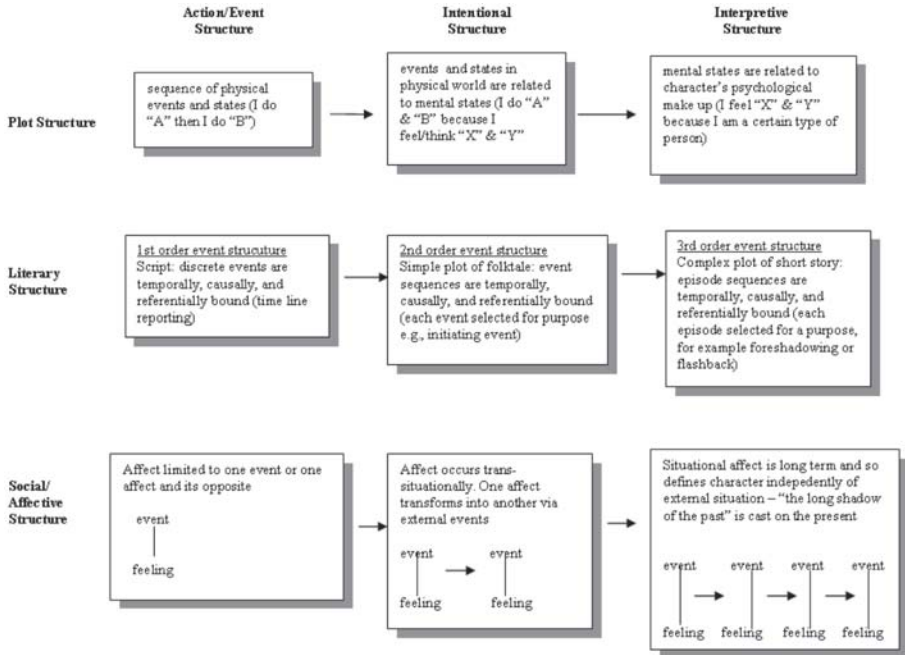 Action/Event
Structure
Intentional
Structure
Interpretive
Structure
Plot Structure
sequence of physical
events and states (I do
“A” then I do “B”)
events and states in
physical world are related
to mental states (I do “A”
& “B” because I
feel/think “X” & “Y”
mental states are related to
character’s psychological
make up (I feel “X” & “Y”
because I am a certain type of
person)
Literary
Structure
1st order event strucuture
Script: discrete events are
temporally, causally, and
referentially bound (time line
reporting)
2nd order event structure
Simple plot of folktale: event
sequences are temporally,
causally, and referentially bound
(each event selected for purpose
e.g., initiating event)
3rd order event structure
Complex plot of short story:
episode sequences are
temporally, causally, and
referentially bound (each
episode selected for a purpose,
for example foreshadowing or
flashback)
Social/
Affective
Structure
Affect limited to one event or one
affect and its opposite
event
feeling
Affect occurs trans-
situationally. One affect
transforms into another via
external events
event event
feeling feeling
Situational affect is long term and so
defines character indepedently of
external situation – “the long shadow
of the past” is cast on the present
event event event event
feeling feeling feeling feeling